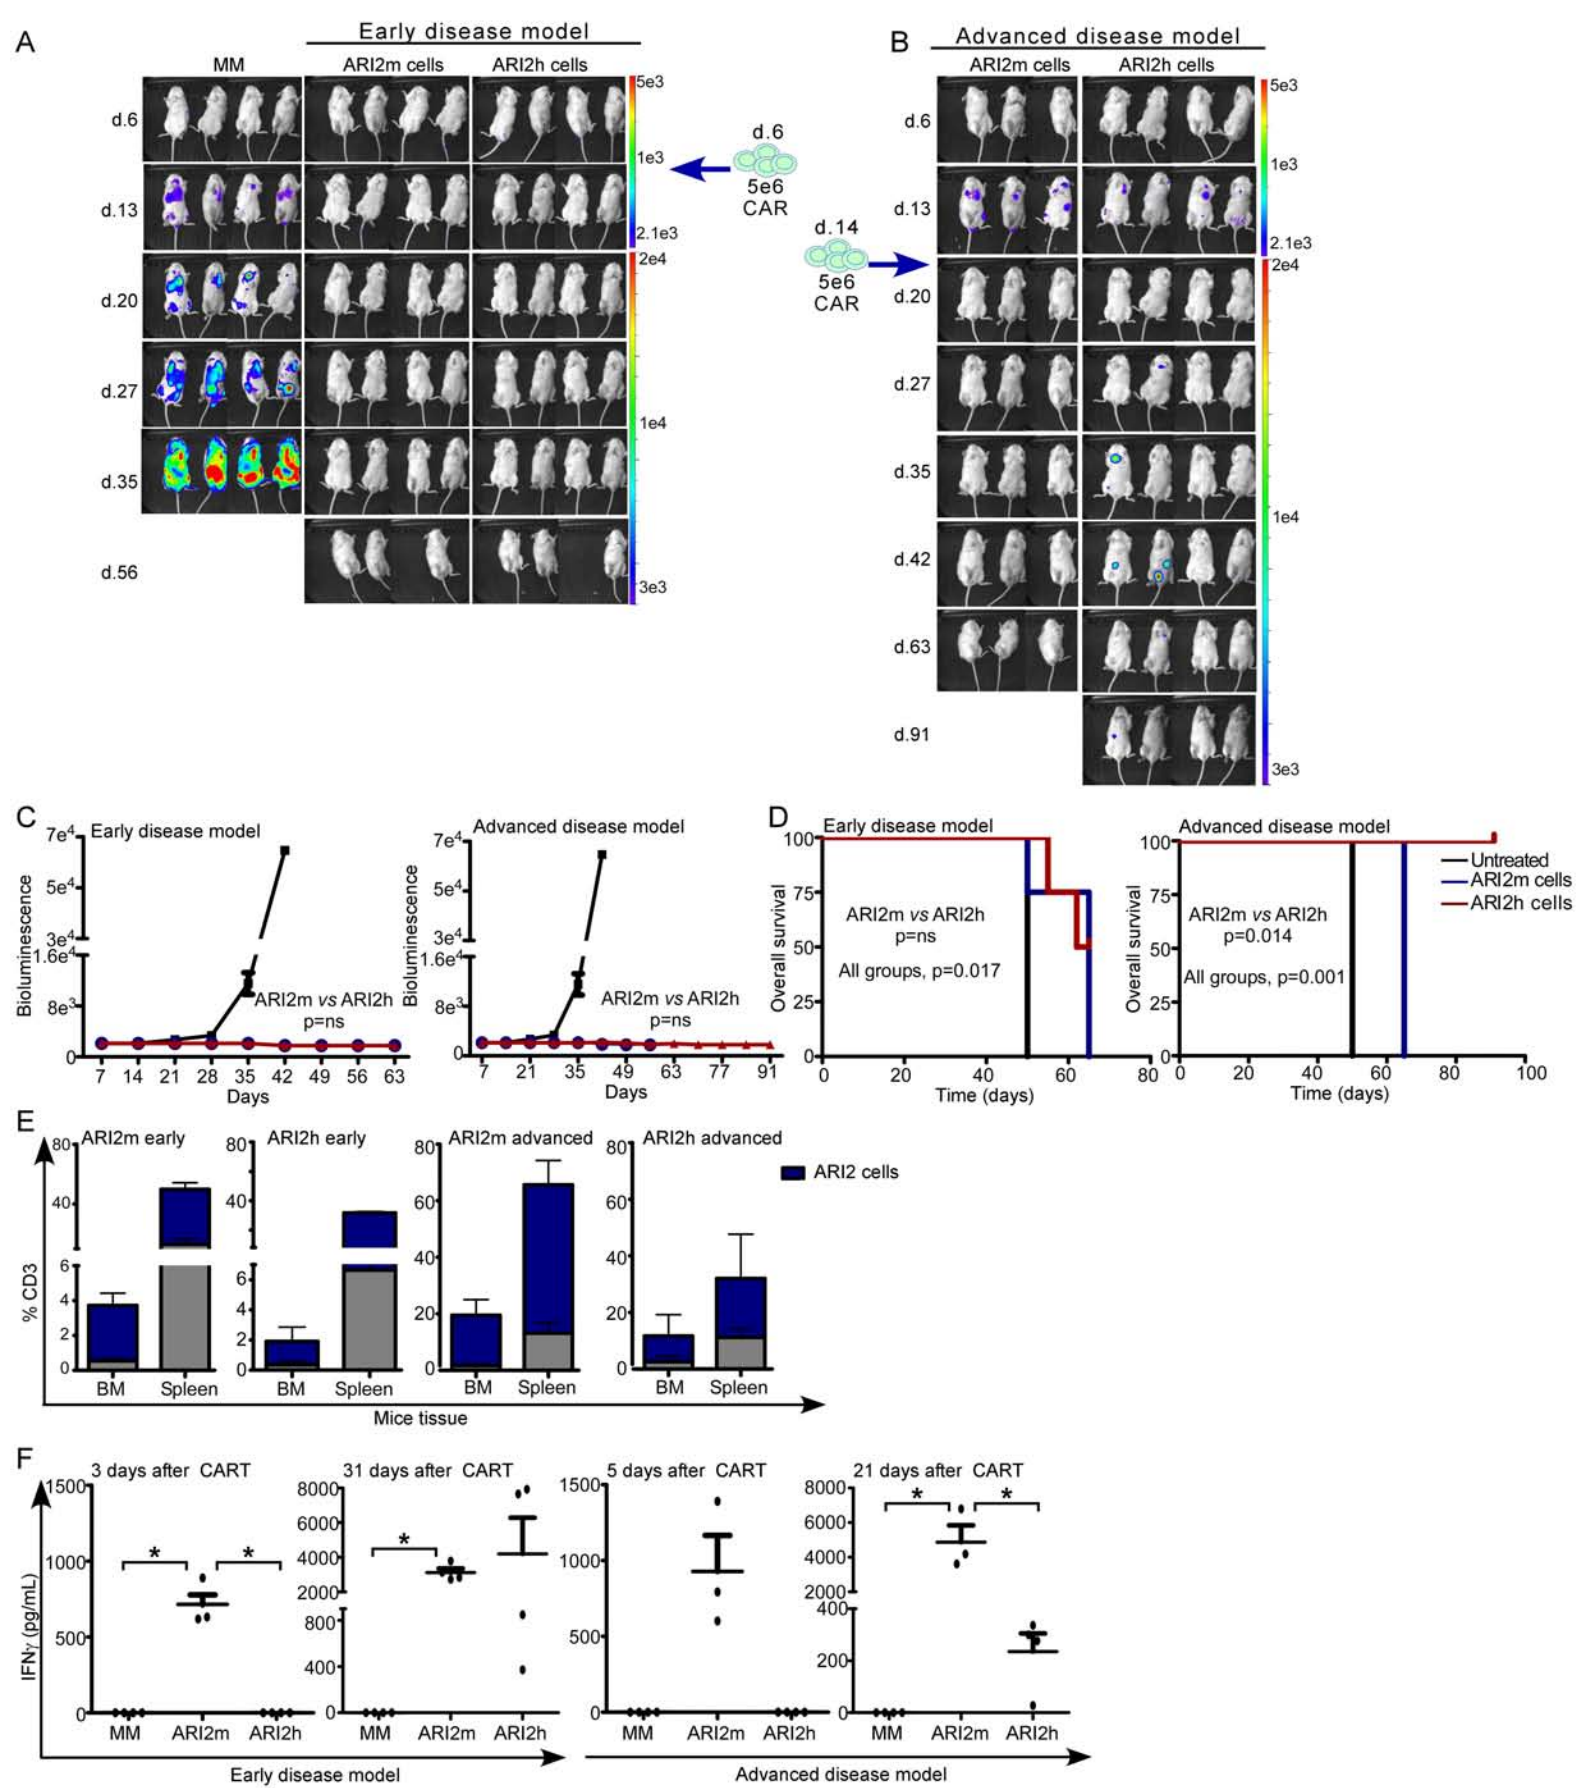 A
Early disease model
MM
ARI2m cells
ARI2h cells
d.6
d.13
d.20
d.27
d.35
d.56
5e3
1e3
2.1e3
2e4
1e4
3e3
d.6
5e6
CAR
d.14
5e6
CAR
B
Advanced disease model
ARI2m cells
ARI2h cells
d.6
d.13
d.20
d.27
d.35
d.42
d.63
d.91
5e3
1e3
2.1e3
2e4
1e4
3e3
C
Early disease model
Bioluminescence
7e⁴
5e⁴
3e⁴
1.6e⁴
8e³
0
ARI2m vs ARI2h
p=ns
7 14 21 28 35 42 49 56 63
Days
Advanced disease model
Bioluminescence
7e⁴
5e⁴
3e⁴
1.6e⁴
8e³
0
ARI2m vs ARI2h
p=ns
7 21 35 49 63 77 91
Days
D
Early disease model
Overall survival
100
75
50
25
0
ARI2m vs ARI2h
p=ns
All groups, p=0.017
0 20 40 60 80
Time (days)
Advanced disease model
Overall survival
100
75
50
25
0
ARI2m vs ARI2h
p=0.014
All groups, p=0.001
0 20 40 60 80 100
Time (days)
Untreated
ARI2m cells
ARI2h cells
E
% CD3
ARI2m early
80
40
6
4
2
0
BM Spleen
ARI2h early
80
40
6
4
2
0
BM Spleen
ARI2m advanced
80
60
40
20
0
BM Spleen
ARI2h advanced
80
60
40
20
0
BM Spleen
ARI2 cells
Mice tissue
F
IFNγ (pg/mL)
3 days after CART
1500
1000
500
0
* *
MM ARI2m ARI2h
31 days after CART
8000
6000
4000
2000
800
400
0
*
MM ARI2m ARI2h
Early disease model
5 days after CART
1500
1000
500
0
MM ARI2m ARI2h
21 days after CART
8000
6000
4000
2000
400
200
0
* *
MM ARI2m ARI2h
Advanced disease model